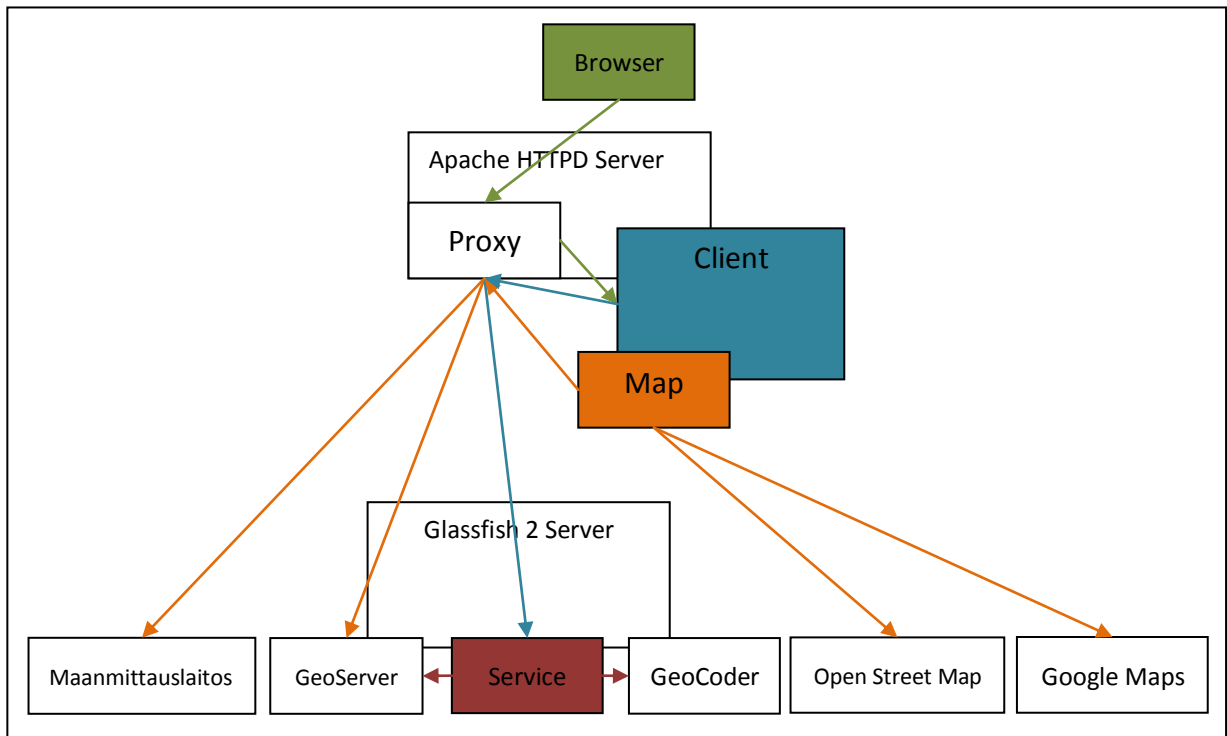 Browser
Apache HTTPD Server
Proxy
Client
Map
Glassfish 2 Server
Maanmittauslaitos
GeoServer
Service
GeoCoder
Open Street Map
Google Maps